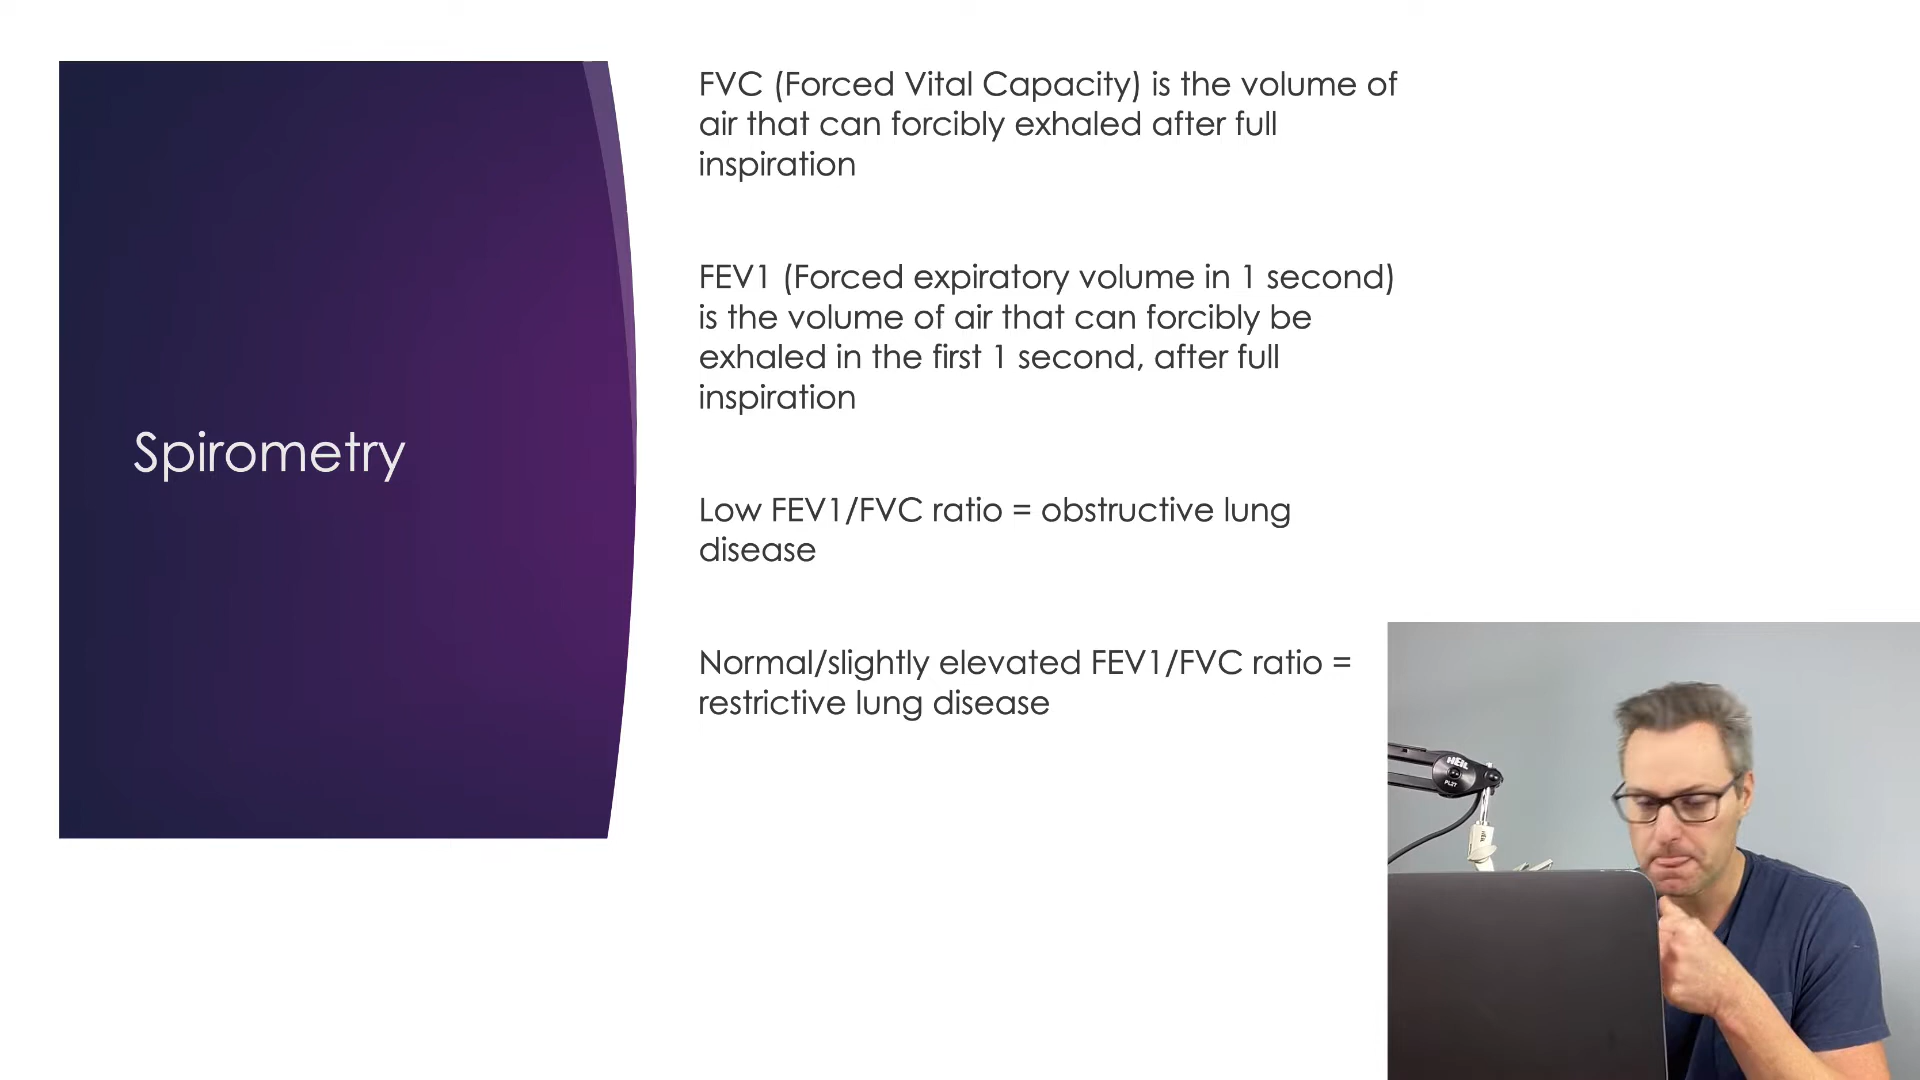 Spirometry
FVC (Forced Vital Capacity) is the volume of
air that can forcibly exhaled after full
inspiration
FEV1 (Forced expiratory volume in 1 second)
is the volume of air that can forcibly be
exhaled in the first 1 second, after full
inspiration
Low FEV1/FVC ratio = obstructive lung
disease
Normal/slightly elevated FEV1/FVC ratio =
restrictive lung disease
HEIL